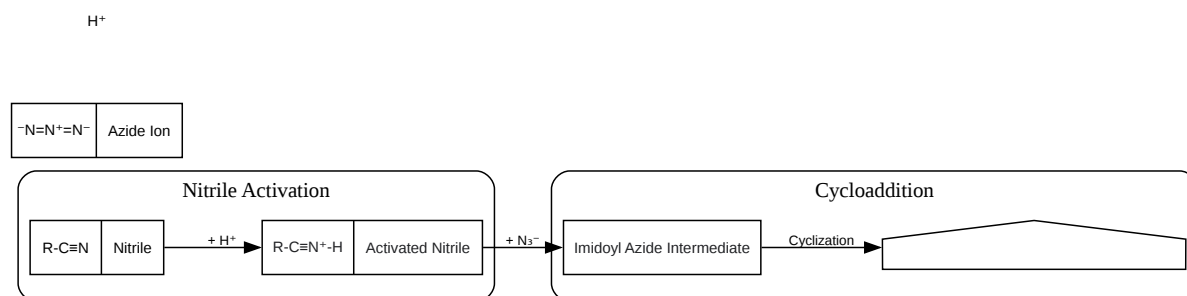 H⁺
⁻N=N⁺=N⁻ Azide Ion
Nitrile Activation
Cycloaddition
R-C≡N Nitrile
+ H⁺
R-C≡N⁺-H Activated Nitrile
+ N₃⁻
Imidoyl Azide Intermediate
Cyclization